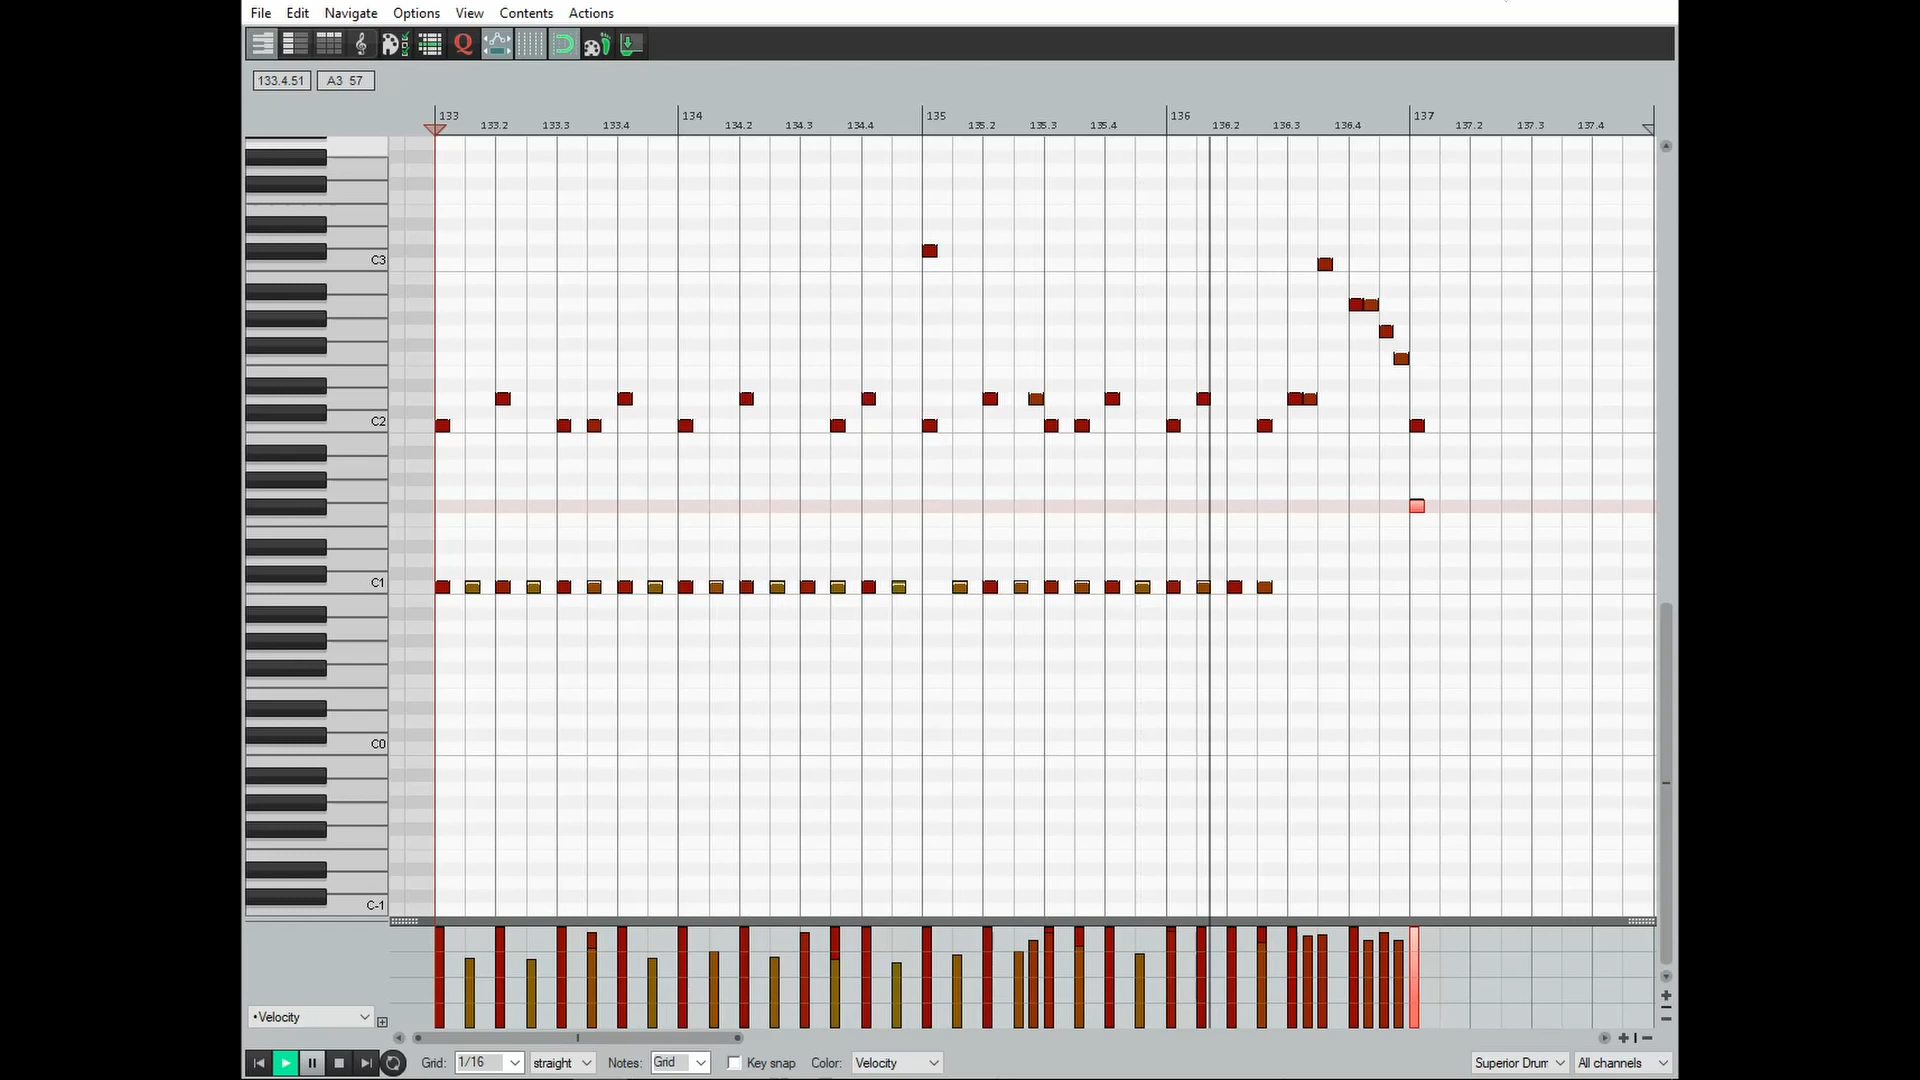 File Edit Navigate Options View Contents Actions
Q
133.4.51 A3 57
133 134 135 136 137
133.2 133.3 133.4 134.2 134.3 134.4 135.2 135.3 135.4 136.2 136.3 136.4 137.2 137.3 137.4
C3
C2
C1
C0
C-1
•Velocity
Grid: 1/16 straight Notes: Grid Key snap Color: Velocity Superior Drum All channels